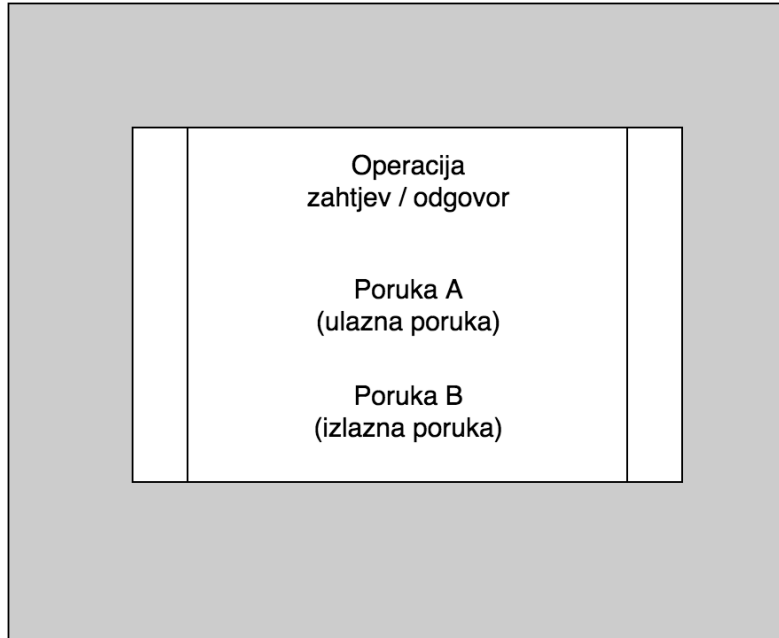 Operacija
zahtjev / odgovor
Poruka A
(ulazna poruka)
Poruka B
(izlazna poruka)